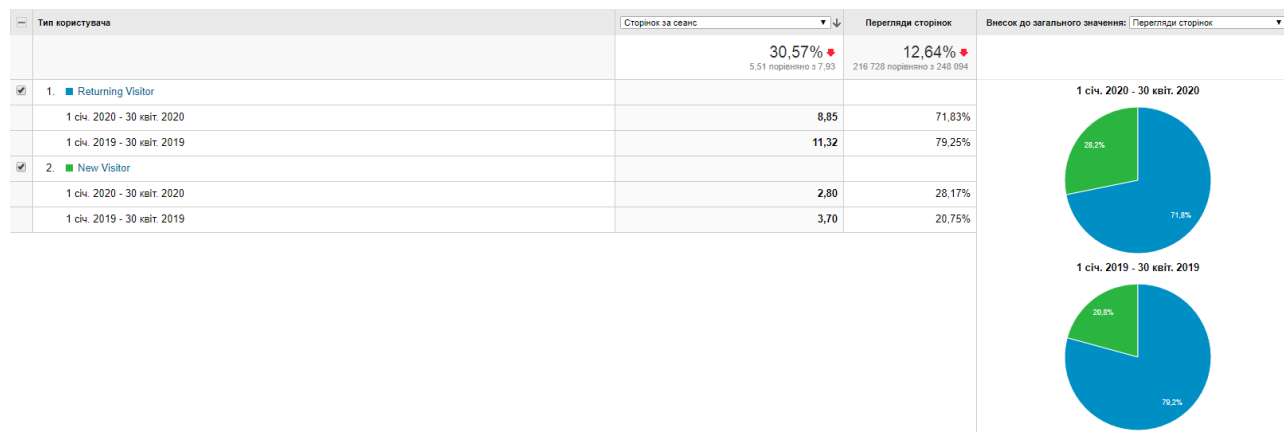 Тип користувача Сторінок за сеанс Перегляди сторінок Внесок до загального значення: Перегляди сторінок
30,57% 12,64%
5,51 порівняно з 7,93 216 728 порівняно з 248 094
1. Returning Visitor
1 січ. 2020 - 30 квіт. 2020 8,85 71,83%
1 січ. 2019 - 30 квіт. 2019 11,32 79,25%
2. New Visitor
1 січ. 2020 - 30 квіт. 2020 2,80 28,17%
1 січ. 2019 - 30 квіт. 2019 3,70 20,75%
1 січ. 2020 - 30 квіт. 2020
28,2%
71,8%
1 січ. 2019 - 30 квіт. 2019
20,8%
79,2%